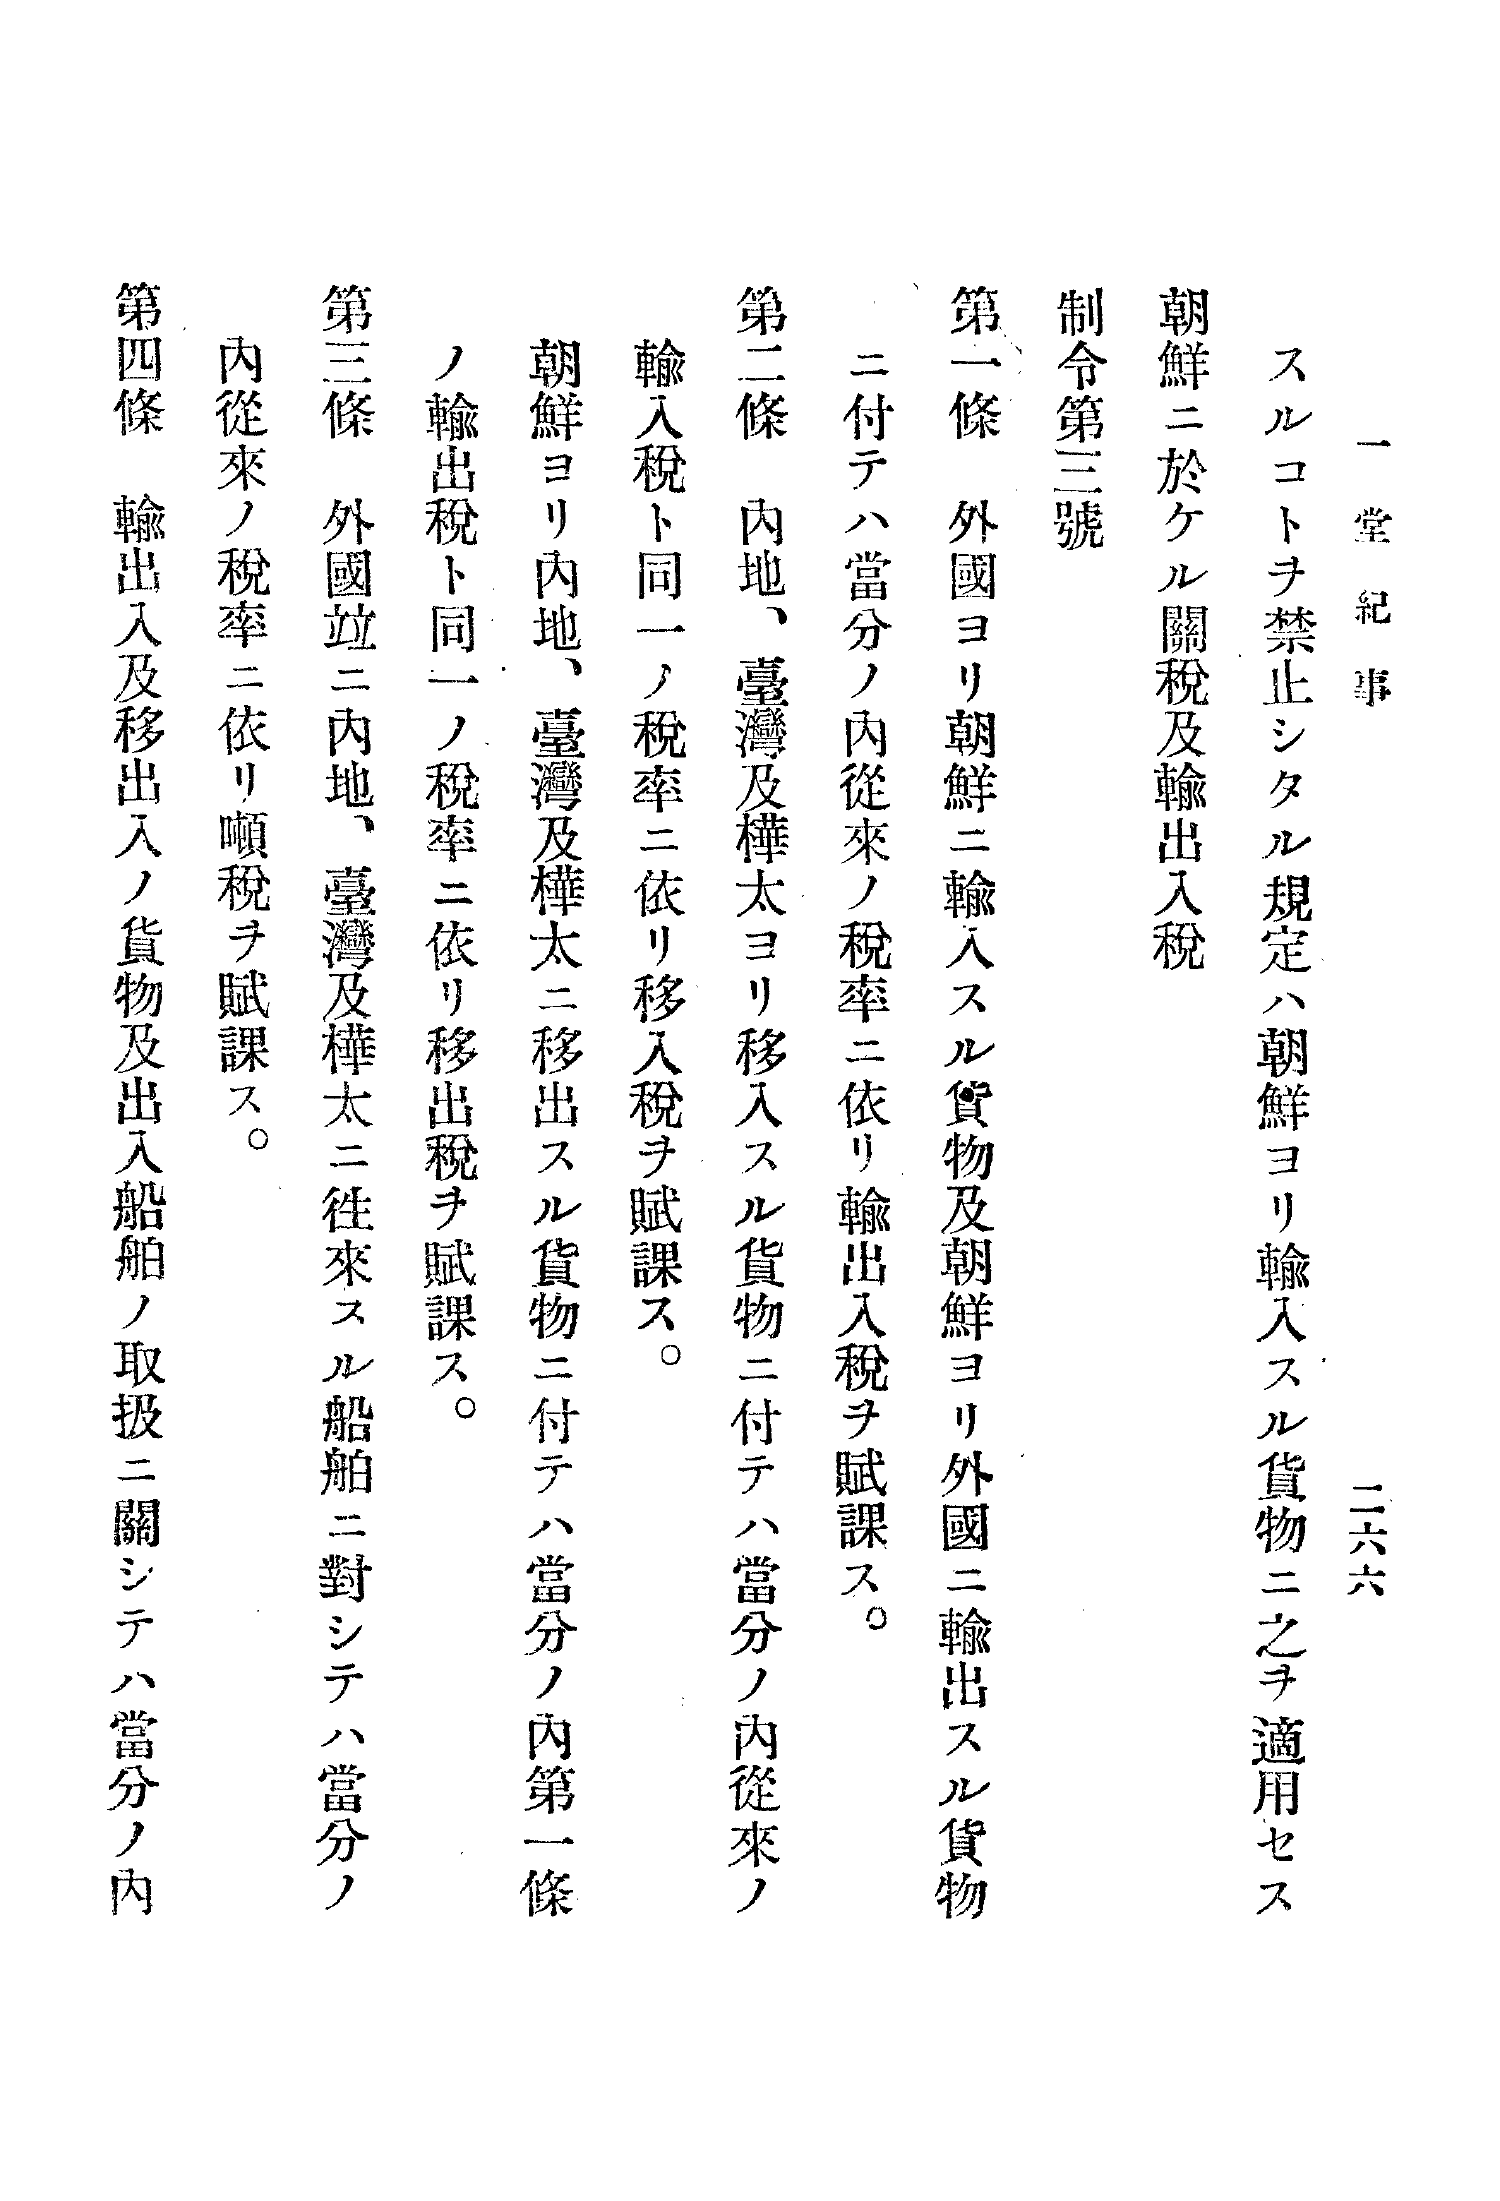 一堂紀事　二六六
スルコトヲ禁止シタル規定ハ朝鮮ヨリ輸入スル貨物ニ之ヲ適用セス
朝鮮ニ於ケル關稅及輸出入稅
制令第三號
第一條　外國ヨリ朝鮮ニ輸入スル貨物及朝鮮ヨリ外國ニ輸出スル貨物
ニ付テハ當分ノ內從來ノ稅率ニ依リ輸出入稅ヲ賦課ス。
第二條　內地、臺灣及樺太ヨリ移入スル貨物ニ付テハ當分ノ內從來ノ
輸入稅ト同一ノ稅率ニ依リ移入稅ヲ賦課ス。
朝鮮ヨリ內地、臺灣及樺太ニ移出スル貨物ニ付テハ當分ノ內第一條
ノ輸出稅ト同一ノ稅率ニ依リ移出稅ヲ賦課ス。
第三條　外國竝ニ內地、臺灣及樺太ニ徃來スル船舶ニ對シテハ當分ノ
內從來ノ稅率ニ依リ噸稅ヲ賦課ス。
第四條　輸出入及移出入ノ貨物及出入船舶ノ取扱ニ關シテハ當分ノ內